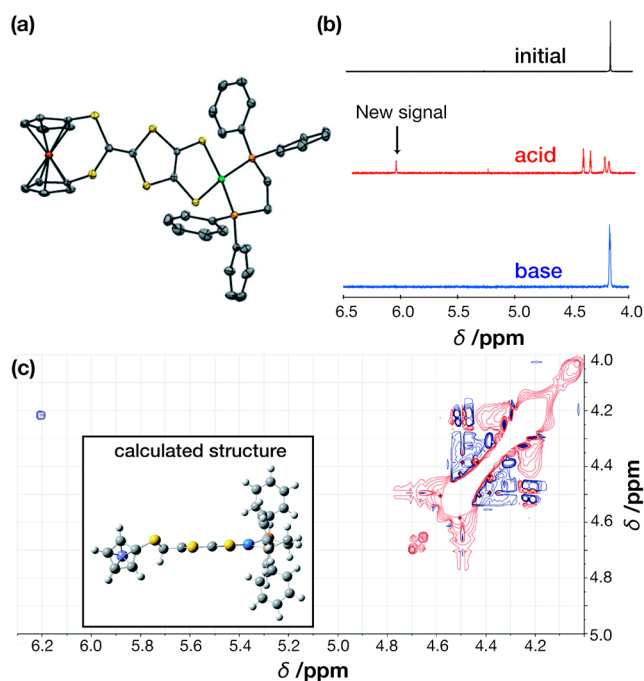 (a)
(b)
initial
New signal
acid
base
6.5 6.0 5.5 5.0 4.5 4.0
δ /ppm
(c)
calculated structure
4.0
4.2
4.4
4.6
4.8
5.0
δ /ppm
6.2 6.0 5.8 5.6 5.4 5.2 5.0 4.8 4.6 4.4 4.2
δ /ppm